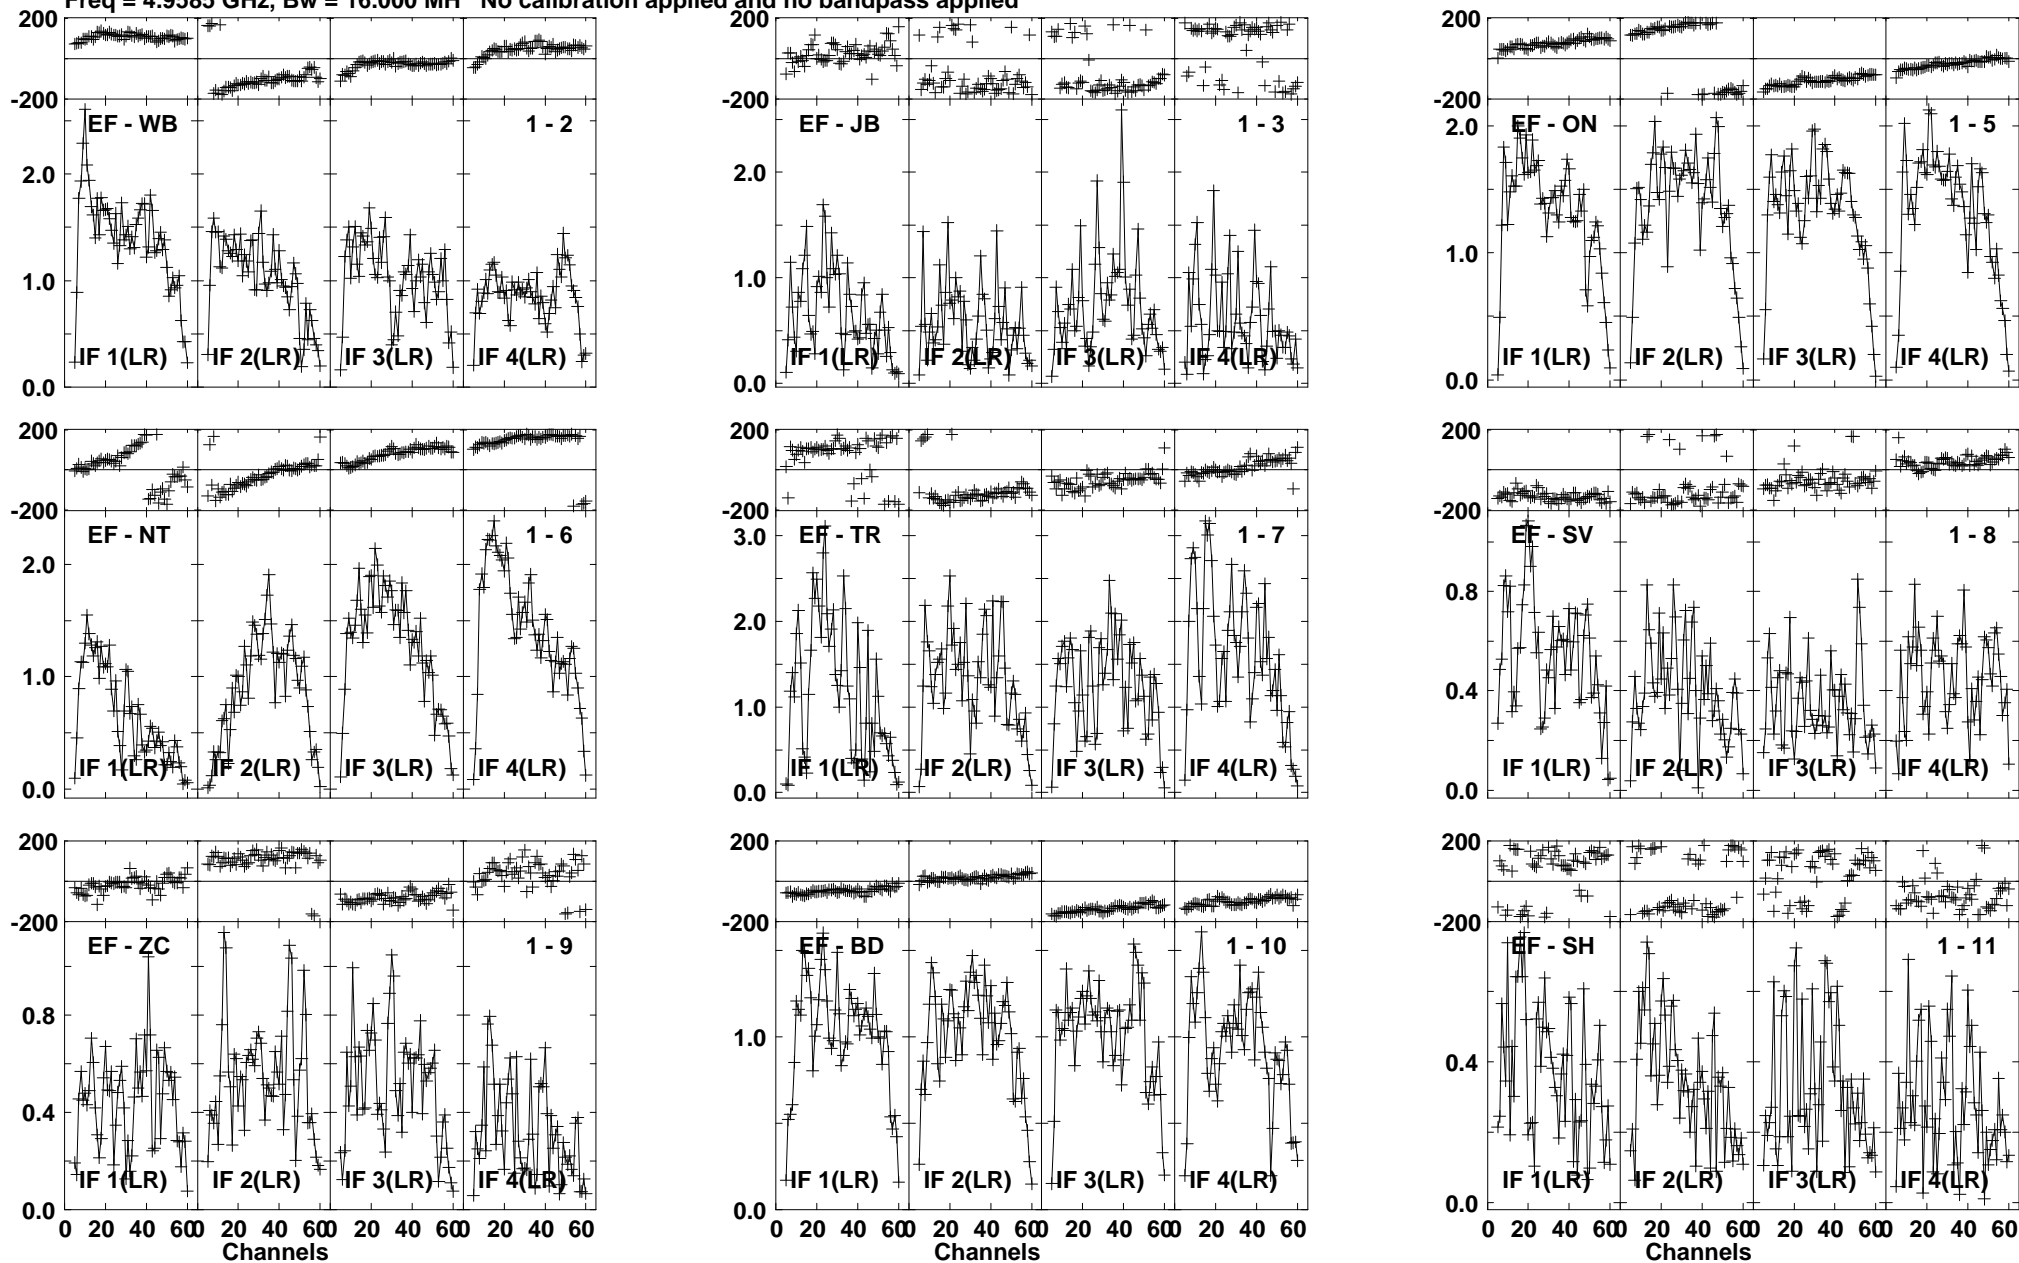 Freq = 4.9585 GHz, Bw = 16.000 MH No calibration applied and no bandpass applied
200 200 200
-200 -200 -200
EF - WB 1 - 2 EF - JB 1 - 3 EF - ON 1 - 5
2.0 2.0 2.0
1.0 1.0 1.0
IF 1(LR) IF 2(LR) IF 3(LR) IF 4(LR) IF 1(LR) IF 2(LR) IF 3(LR) IF 4(LR) IF 1(LR) IF 2(LR) IF 3(LR) IF 4(LR)
0.0 0.0 0.0
200 200 200
-200 -200 -200
EF - NT 1 - 6 EF - TR 1 - 7 EF - SV 1 - 8
2.0 3.0 0.8
2.0
1.0 1.0 0.4
IF 1(LR) IF 2(LR) IF 3(LR) IF 4(LR) IF 1(LR) IF 2(LR) IF 3(LR) IF 4(LR) IF 1(LR) IF 2(LR) IF 3(LR) IF 4(LR)
0.0 0.0 0.0
200 200 200
-200 -200 -200
EF - ZC 1 - 9 EF - BD 1 - 10 EF - SH 1 - 11
0.8 1.0 0.4
0.4
IF 1(LR) IF 2(LR) IF 3(LR) IF 4(LR) IF 1(LR) IF 2(LR) IF 3(LR) IF 4(LR) IF 1(LR) IF 2(LR) IF 3(LR) IF 4(LR)
0.0 0.0 0.0
0 20 40 60 0 20 40 60 0 20 40 60 0 20 40 60 0 20 40 60 0 20 40 60 0 20 40 60 0 20 40 60 0 20 40 60 0 20 40 60 0 20 40 60 0 20 40 60
Channels Channels Channels